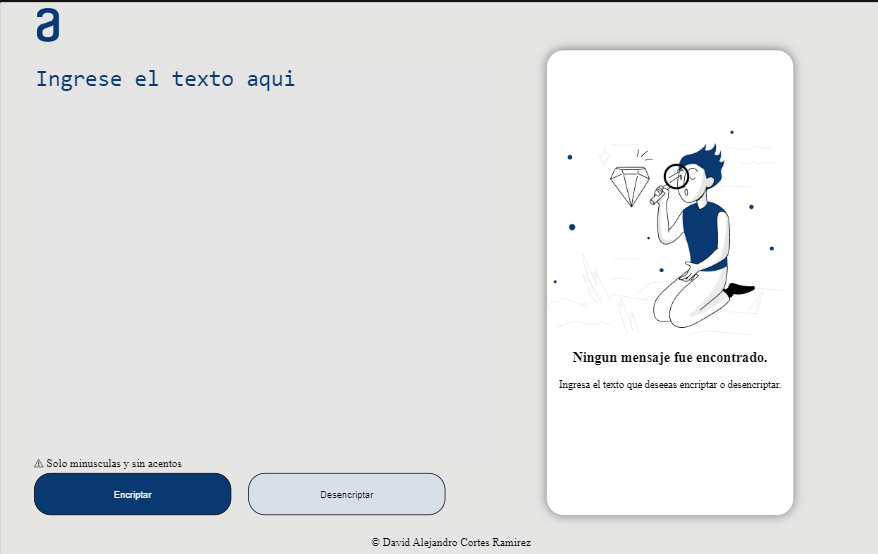 a
Ingrese el texto aqui
Ningun mensaje fue encontrado.
Ingresa el texto que deseeas encriptar o desencriptar.
⚠ Solo minusculas y sin acentos
Encriptar
Desencriptar
© David Alejandro Cortes Ramirez